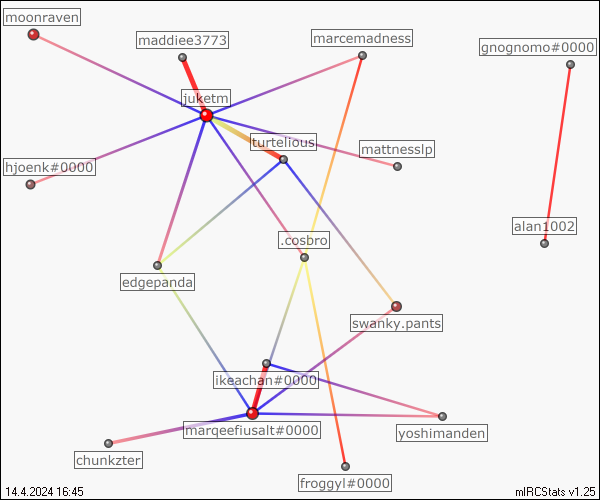 moonraven
maddiee3773
marcemadness
gnognomo#0000
juketm
turtelious
mattnesslp
hjoenk#0000
alan1002
.cosbro
edgepanda
swanky.pants
ikeachan#0000
marqeefiusalt#0000
yoshimanden
chunkzter
froggyl#0000
14.4.2024 16:45
mIRCStats v1.25